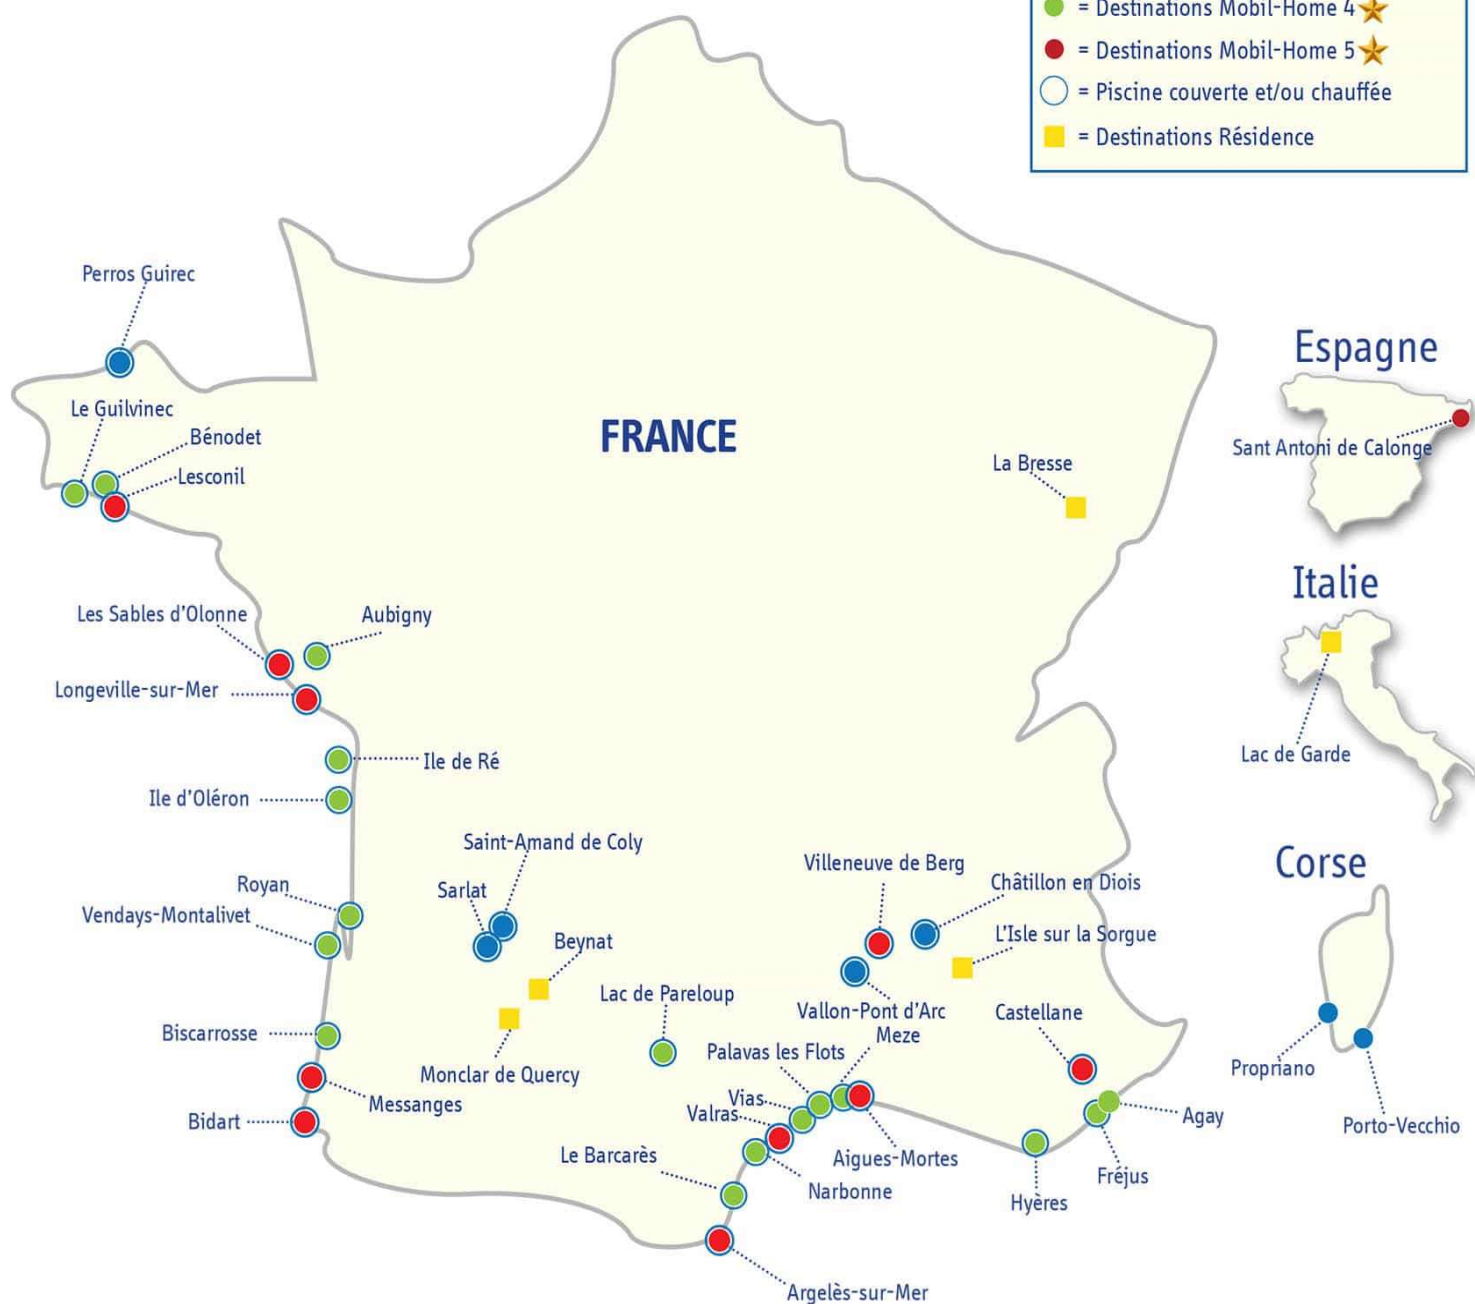 = Destinations Mobil-Home 4
= Destinations Mobil-Home 5
= Piscine couverte et/ou chauffée
= Destinations Résidence
Perros Guirec
Le Guilvinec
Bénodet
Lesconil
FRANCE
La Bresse
Espagne
Sant Antoni de Calonge
Italie
Lac de Garde
Les Sables d'Olonne
Aubigny
Longeville-sur-Mer
Ile de Ré
Ile d'Oléron
Saint-Amand de Coly
Sarlat
Royan
Vendays-Montalivet
Beynat
Villeneuve de Berg
Châtillon en Diois
L'Isle sur la Sorgue
Corse
Lac de Pareloup
Vallon-Pont d'Arc
Meze
Castellane
Biscarrosse
Palavas les Flots
Monclar de Quercy
Messanges
Vias
Valras
Bidart
Propriano
Porto-Vecchio
Agay
Le Barcarès
Aigues-Mortes
Narbonne
Fréjus
Hyères
Argelès-sur-Mer